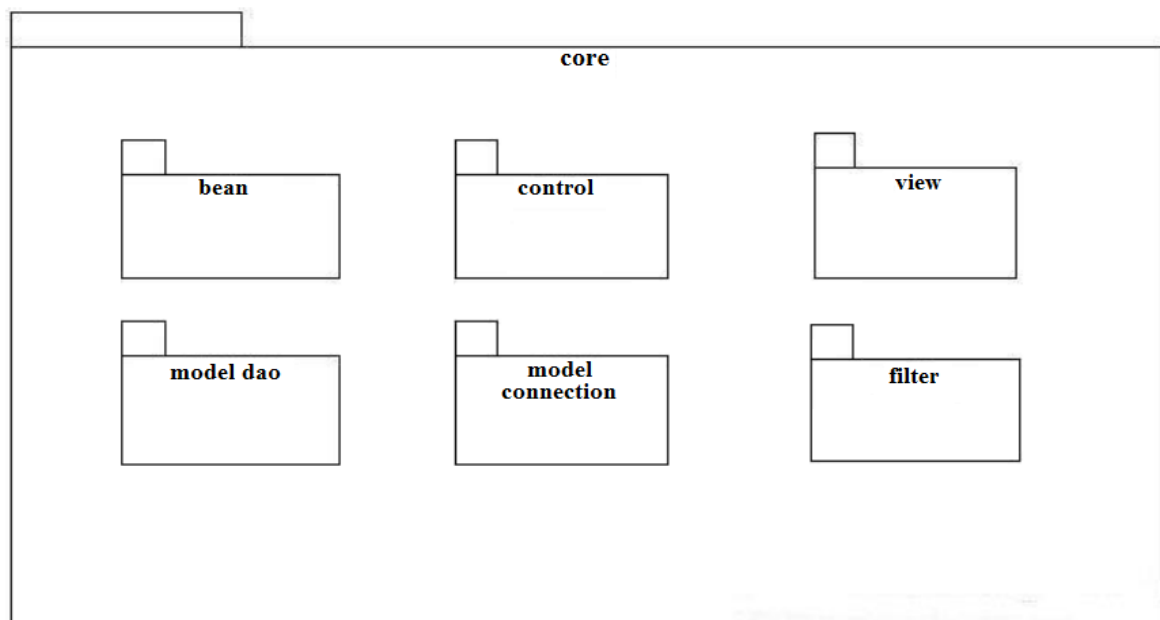 core
bean
control
view
model dao
model
connection
filter